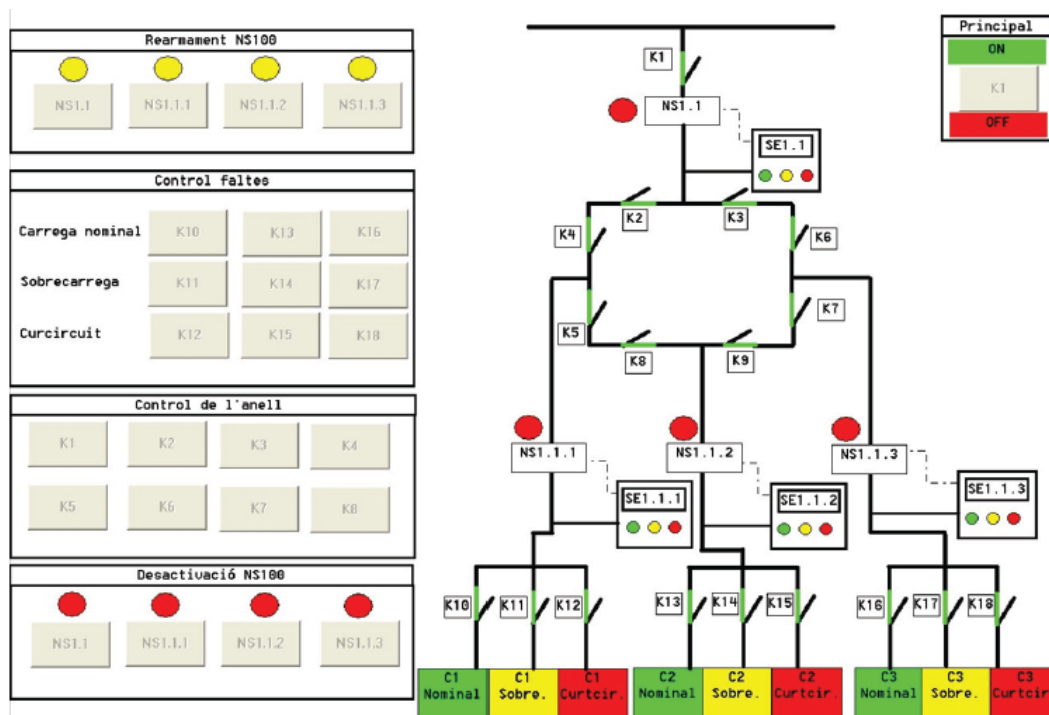 Rearmament NS100
NS1.1 NS1.1.1 NS1.1.2 NS1.1.3
Control faltes
Carrega nominal K10 K13 K16
Sobrecarrega K11 K14 K17
Curcircuit K12 K15 K18
Control de l'anell
K1 K2 K3 K4
K5 K6 K7 K8
Desactivació NS100
NS1.1 NS1.1.1 NS1.1.2 NS1.1.3
K1
NS1.1
SE1.1
K2 K3
K4 K6
K5 K7
K8 K9
NS1.1.1 NS1.1.2 NS1.1.3
SE1.1.1 SE1.1.2 SE1.1.3
K10 K11 K12 K13 K14 K15 K16 K17 K18
C1 C1 C1 C2 C2 C2 C3 C3 C3
Nominal Sobre. Curtcir. Nominal Sobre. Curtcir. Nominal Sobre. Curtcir
Principal
ON
K1
OFF